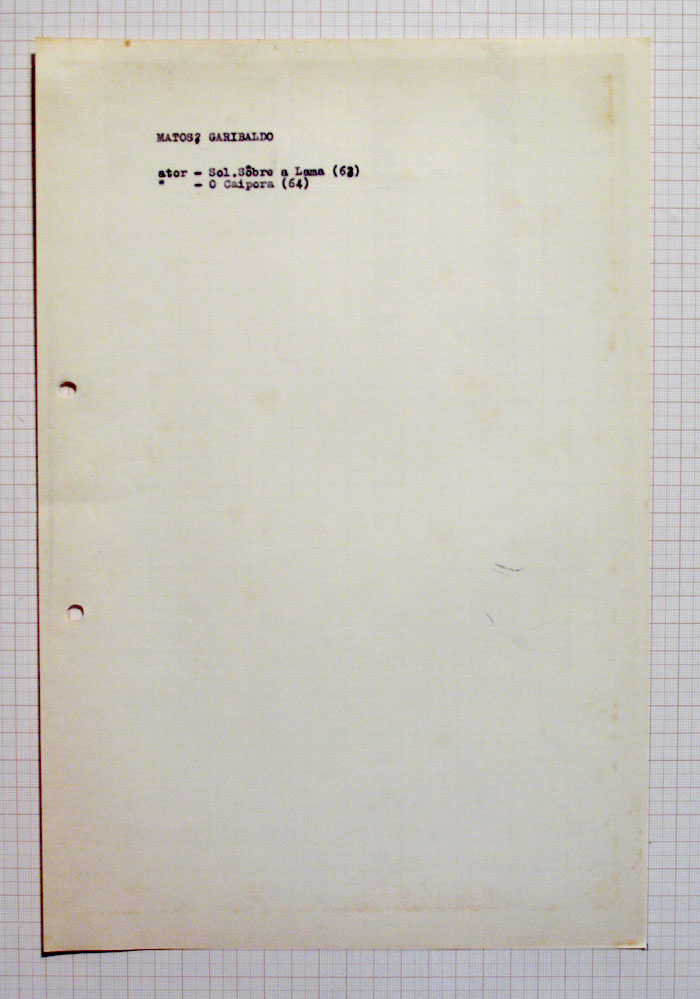 MATOS, GARIBALDO
ator - Sol.Sôbre a Lama (63)
" - O Caipora (64)